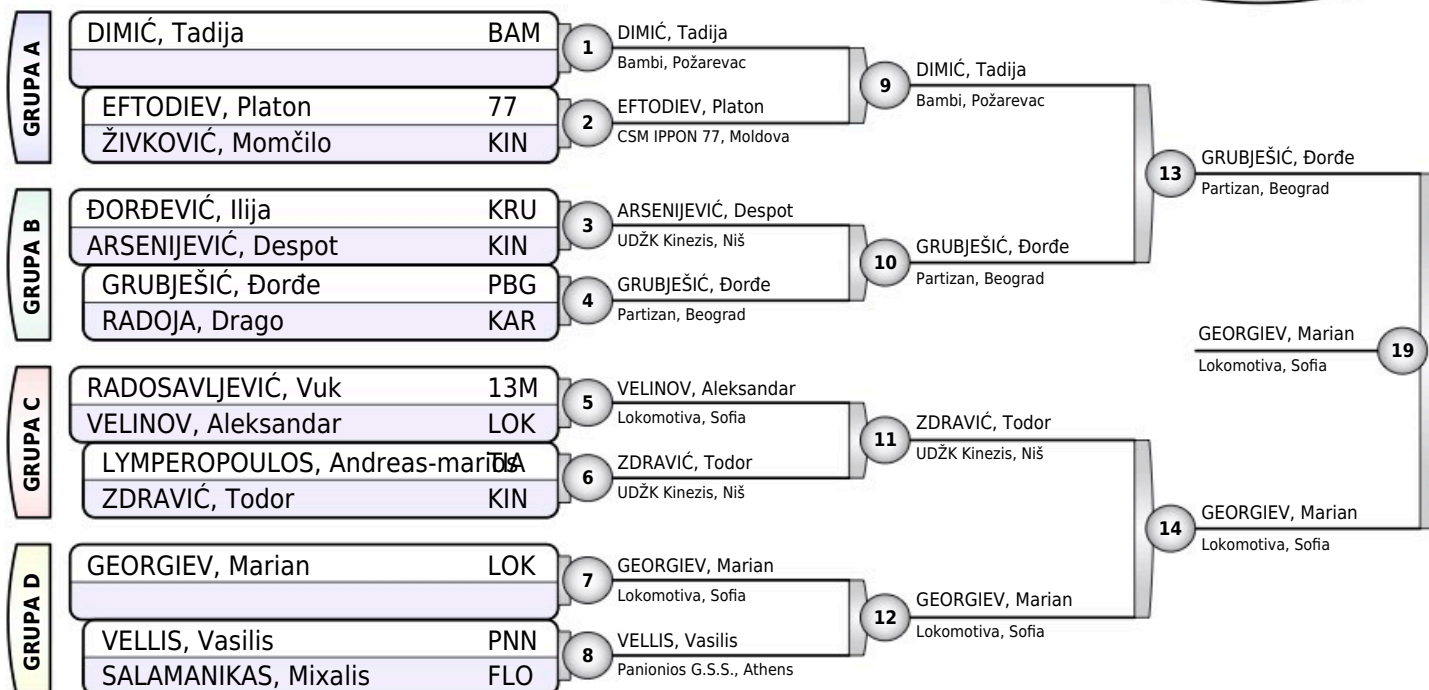 GRUPA A
DIMIĆ, Tadija BAM
EFTODIEV, Platon 77
ŽIVKOVIĆ, Momčilo KIN
1
DIMIĆ, Tadija
Bambi, Požarevac
2
EFTODIEV, Platon
CSM IPPON 77, Moldova
9
DIMIĆ, Tadija
Bambi, Požarevac
GRUPA B
ĐORĐEVIĆ, Ilija KRU
ARSENIJEVIĆ, Despot KIN
GRUBJEŠIĆ, Đorđe PBG
RADOJA, Drago KAR
3
ARSENIJEVIĆ, Despot
UDŽK Kinezis, Niš
4
GRUBJEŠIĆ, Đorđe
Partizan, Beograd
10
GRUBJEŠIĆ, Đorđe
Partizan, Beograd
13
GRUBJEŠIĆ, Đorđe
Partizan, Beograd
GRUPA C
RADOSAVLJEVIĆ, Vuk 13M
VELINOV, Aleksandar LOK
LYMPEROPOULOS, Andreas-marios TIA
ZDRAVIĆ, Todor KIN
5
VELINOV, Aleksandar
Lokomotiva, Sofia
6
ZDRAVIĆ, Todor
UDŽK Kinezis, Niš
11
ZDRAVIĆ, Todor
UDŽK Kinezis, Niš
GRUPA D
GEORGIEV, Marian LOK
VELLIS, Vasilis PNN
SALAMANIKAS, Mixalis FLO
7
GEORGIEV, Marian
Lokomotiva, Sofia
8
VELLIS, Vasilis
Panionios G.S.S., Athens
12
GEORGIEV, Marian
Lokomotiva, Sofia
14
GEORGIEV, Marian
Lokomotiva, Sofia
GEORGIEV, Marian
Lokomotiva, Sofia
19